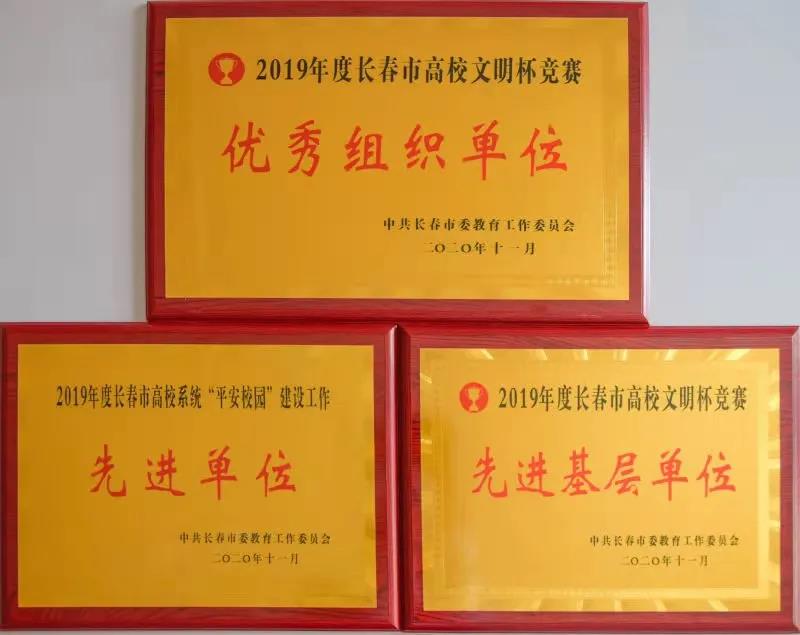 2019年度长春市高校文明杯竞赛
优秀组织单位
中共长春市委教育工作委员会
二〇二〇年十一月
2019年度长春市高校系统“平安校园”建设工作
先进单位
中共长春市委教育工作委员会
二〇二〇年十一月
2019年度长春市高校文明杯竞赛
先进基层单位
中共长春市委教育工作委员会
二〇二〇年十一月